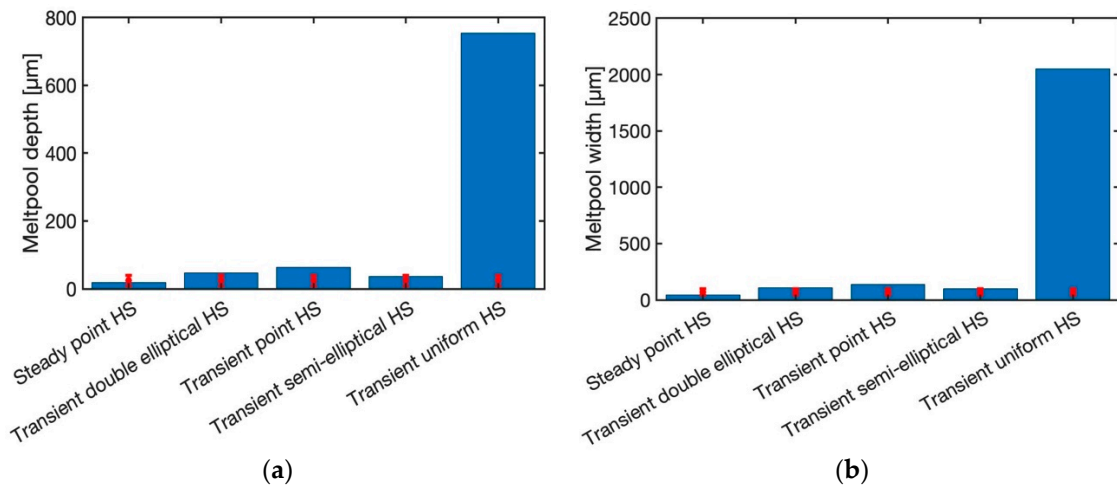 800
600
400
200
0
Meltpool depth [µm]
Steady point HS
Transient double elliptical HS
Transient point HS
Transient semi-elliptical HS
Transient uniform HS
(a)
2500
2000
1500
1000
500
0
Meltpool width [µm]
Steady point HS
Transient double elliptical HS
Transient point HS
Transient semi-elliptical HS
Transient uniform HS
(b)